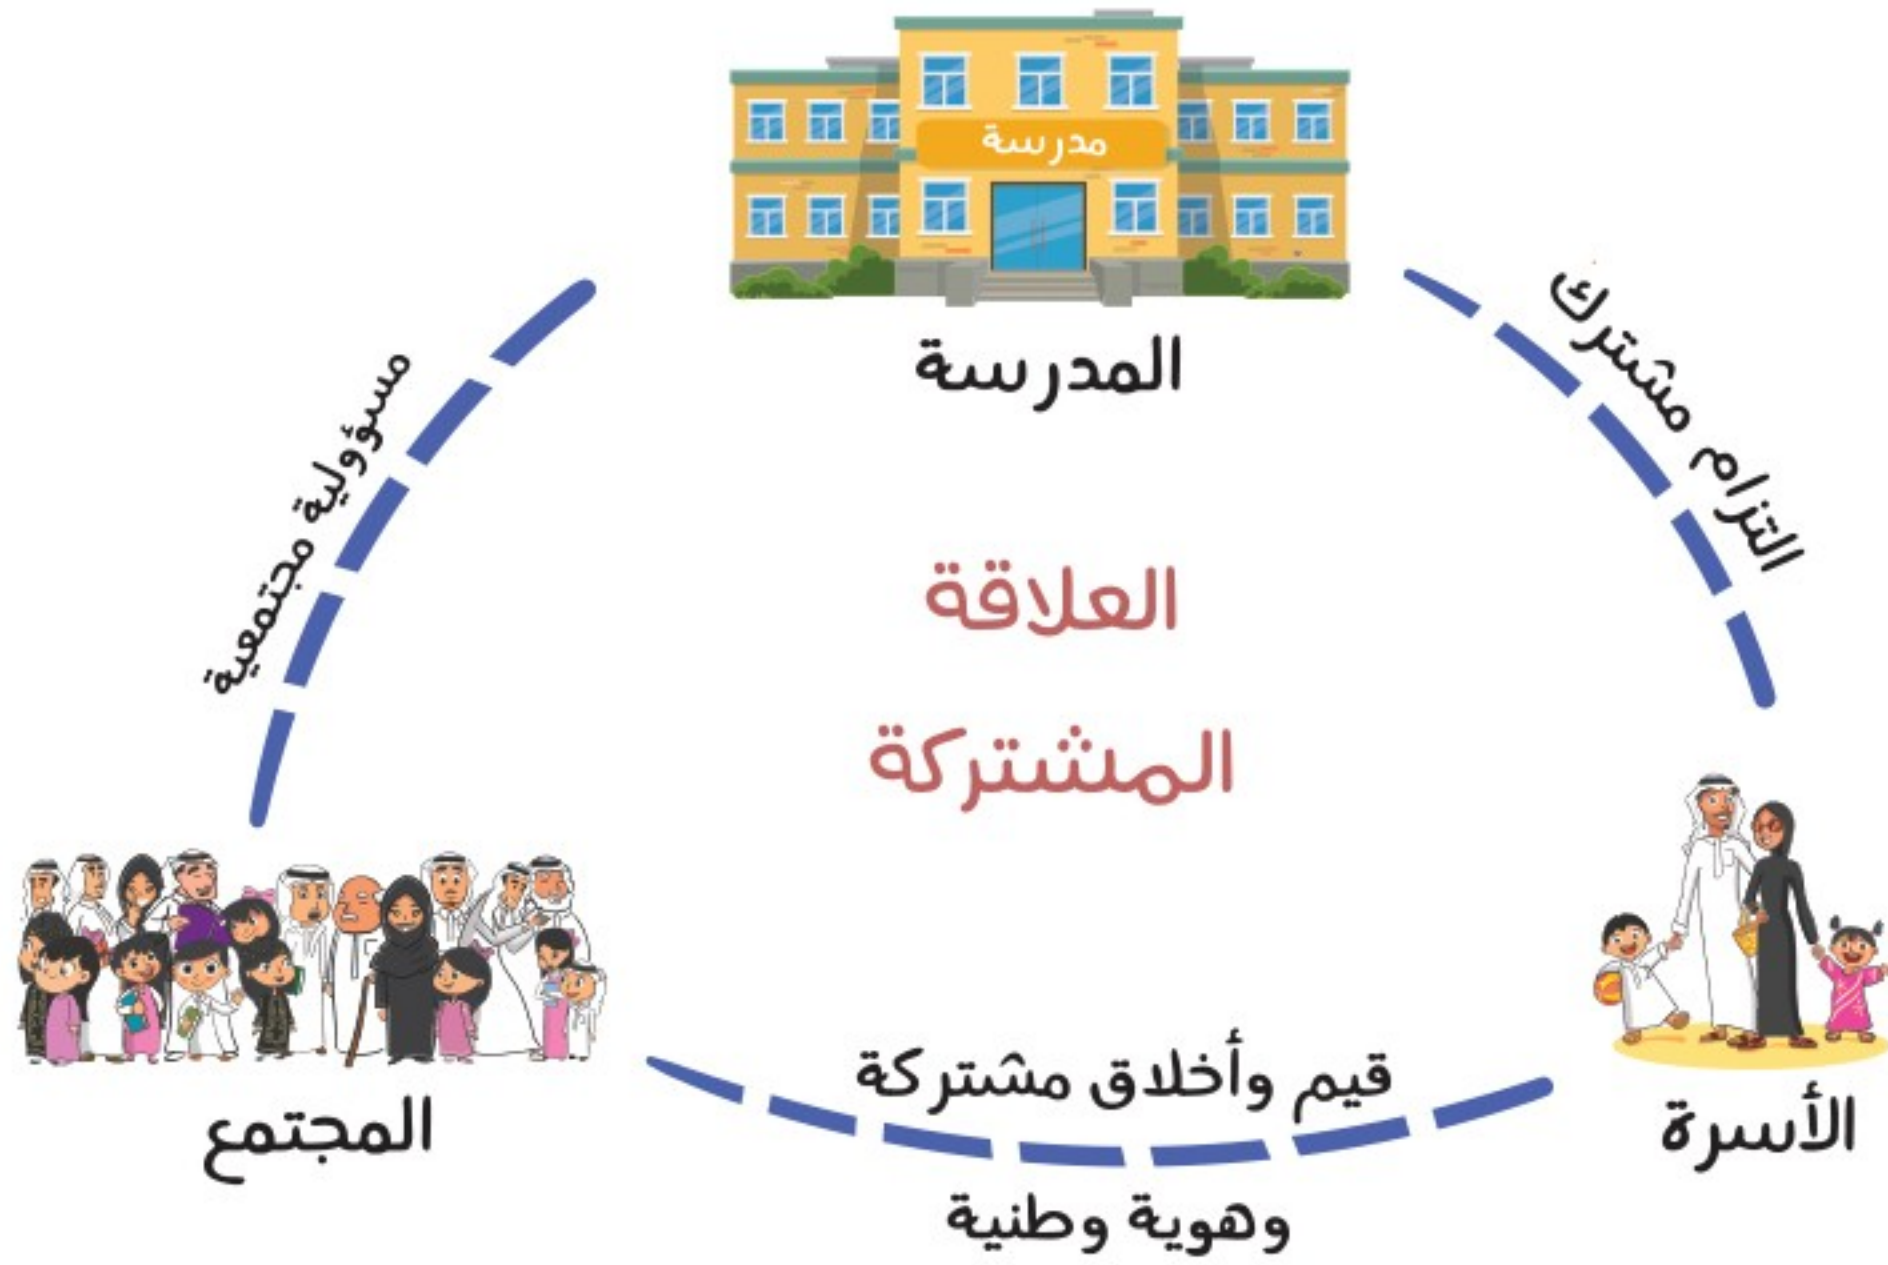 مدرسة
المدرسة
التزام مشترك
مسؤولية مجتمعية
العلاقة
المشتركة
قيم وأخلاق مشتركة
وهوية وطنية
الأسرة
المجتمع